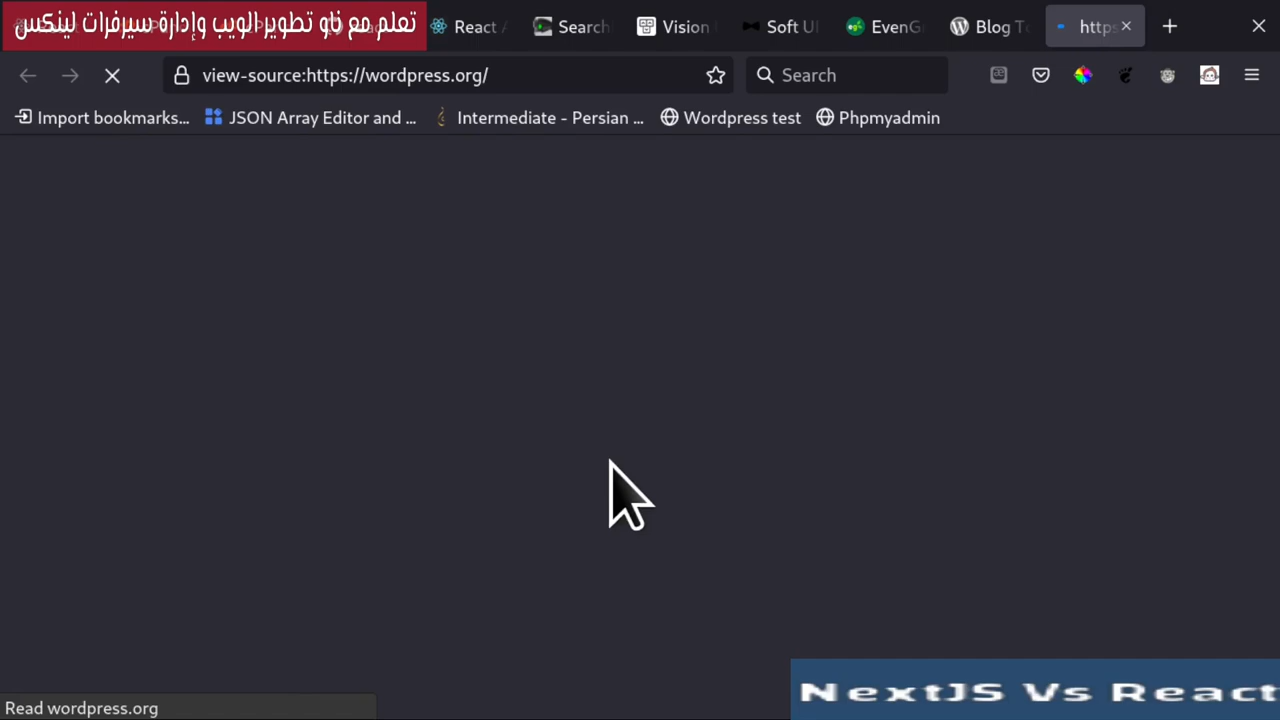 تعلم مع ناو تطوير الويب وإدارة سيرفرات لينكس
React
Search
Vision
Soft UI
EvenG
Blog
https
view-source:https://wordpress.org/
Search
Import bookmarks...
JSON Array Editor and ...
Intermediate - Persian ...
Wordpress test
Phpmyadmin
Read wordpress.org
NextJS Vs React